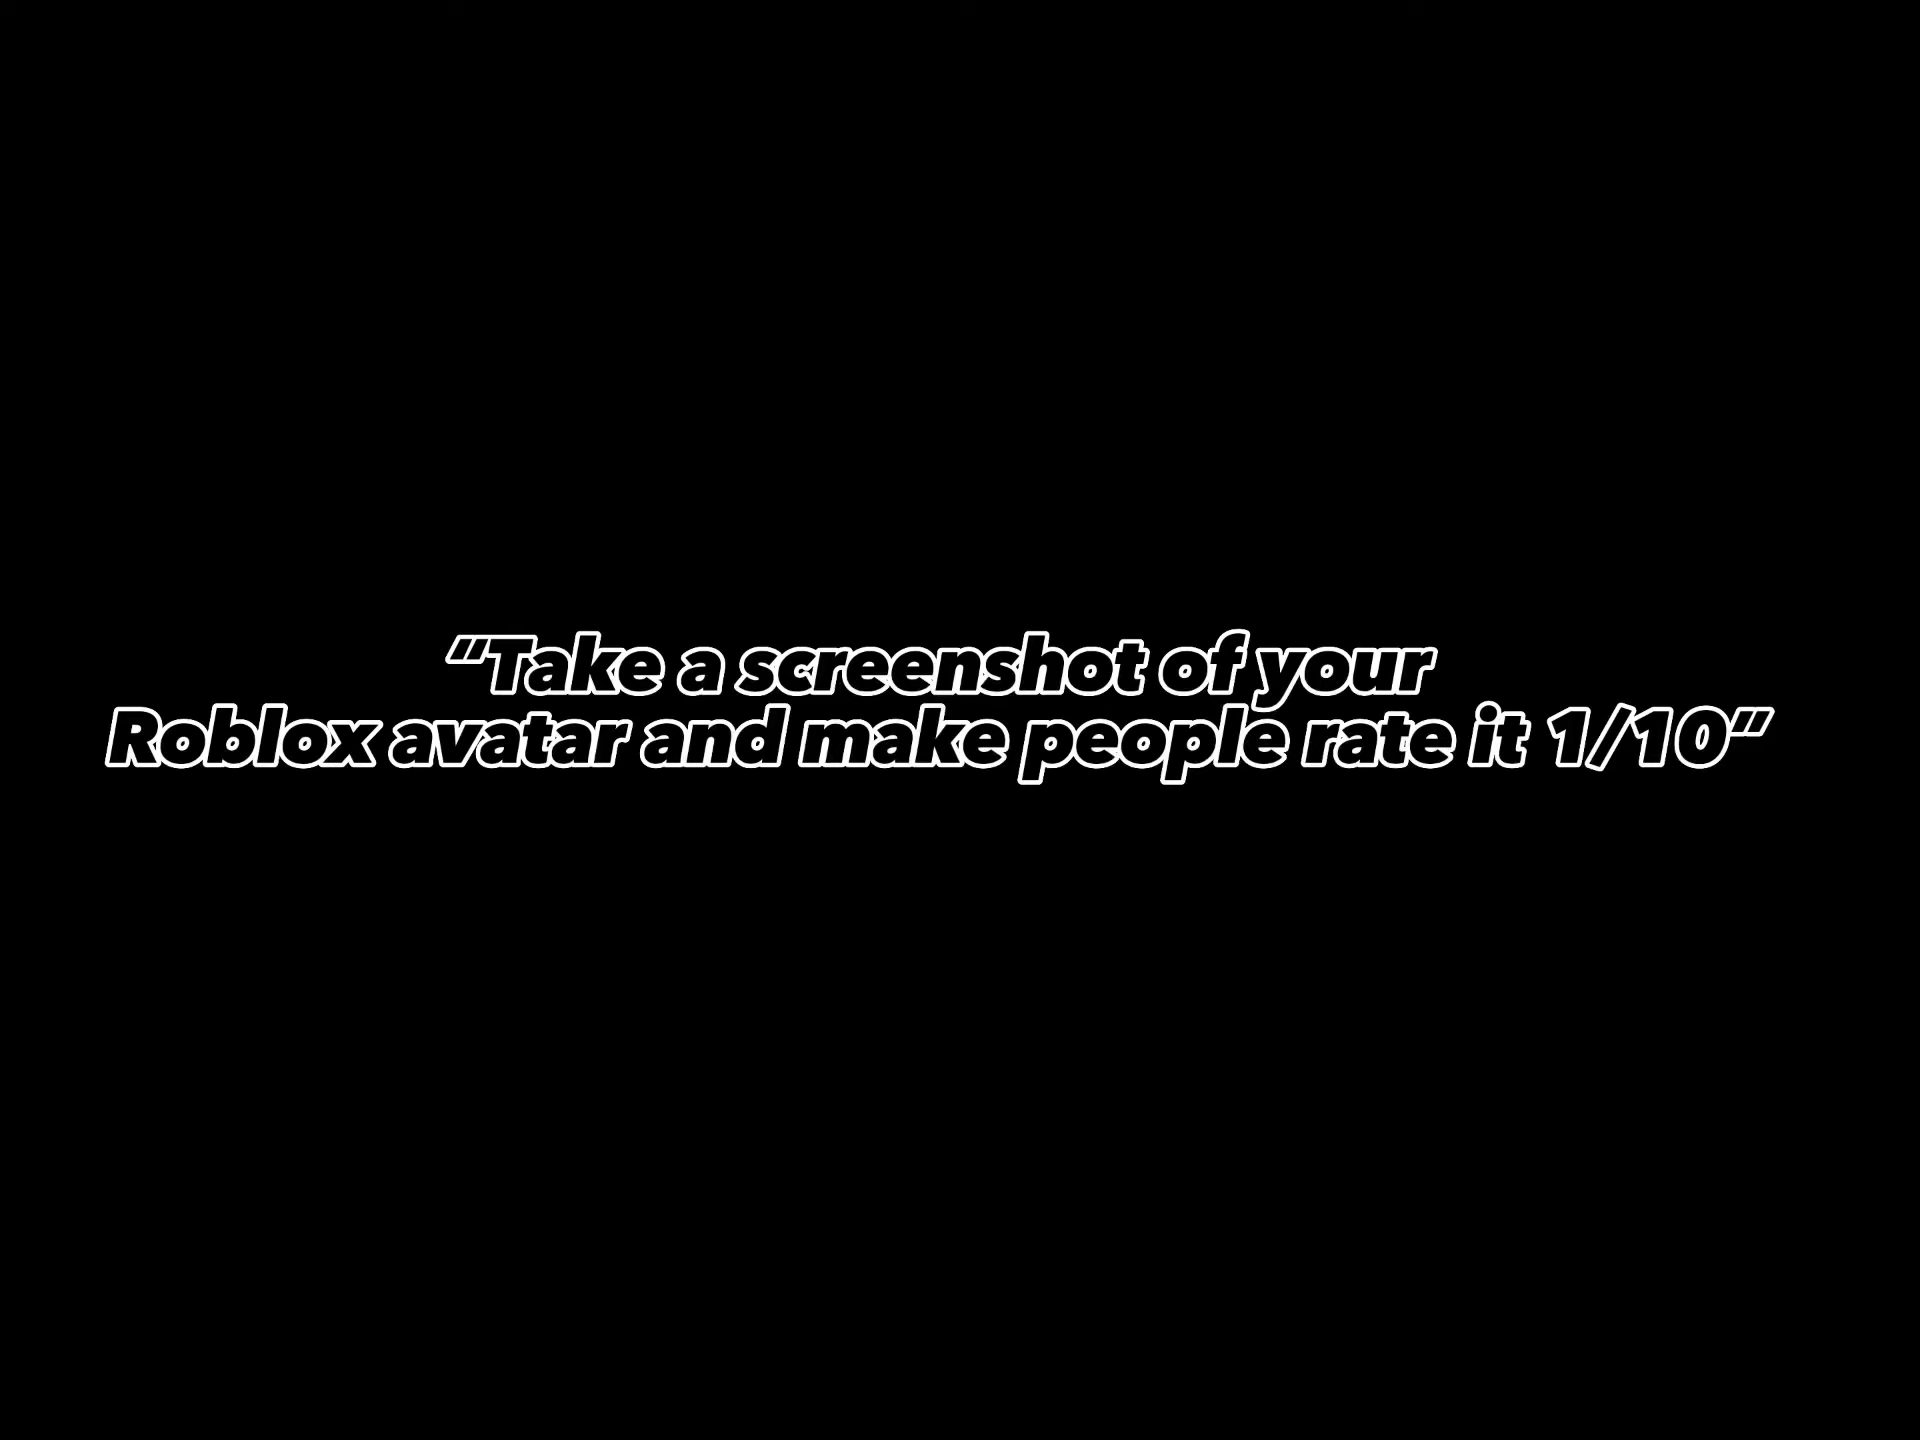 “Take a screenshot of your
Roblox avatar and make people rate it 1/10”